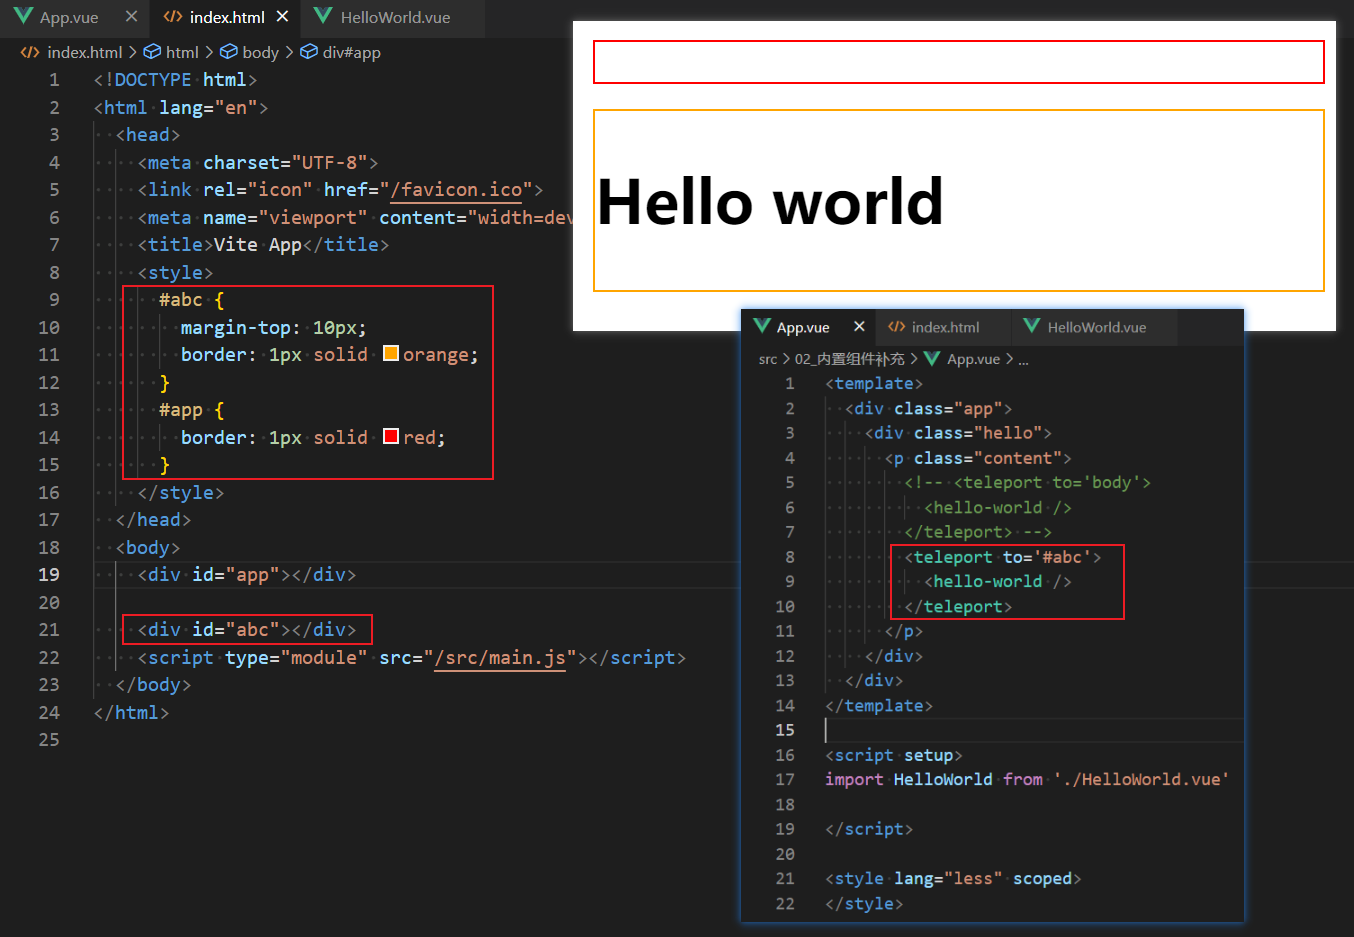 App.vue
index.html
HelloWorld.vue
index.html > html > body > div#app
1 <!DOCTYPE html>
2 <html lang="en">
3 <head>
4 <meta charset="UTF-8">
5 <link rel="icon" href="/favicon.ico">
6 <meta name="viewport" content="width=dev
7 <title>Vite App</title>
8 <style>
9 #abc {
10 margin-top: 10px;
11 border: 1px solid orange;
12 }
13 #app {
14 border: 1px solid red;
15 }
16 </style>
17 </head>
18 <body>
19 <div id="app"></div>
20
21 <div id="abc"></div>
22 <script type="module" src="/src/main.js"></script>
23 </body>
24 </html>
25
Hello world
App.vue
index.html
HelloWorld.vue
src > 02_内置组件补充 > App.vue > ...
1 <template>
2 <div class="app">
3 <div class="hello">
4 <p class="content">
5 <!-- <teleport to='body'>
6 <hello-world />
7 </teleport> -->
8 <teleport to='#abc'>
9 <hello-world />
10 </teleport>
11 </p>
12 </div>
13 </div>
14 </template>
15
16 <script setup>
17 import HelloWorld from './HelloWorld.vue'
18
19 </script>
20
21 <style lang="less" scoped>
22 </style>